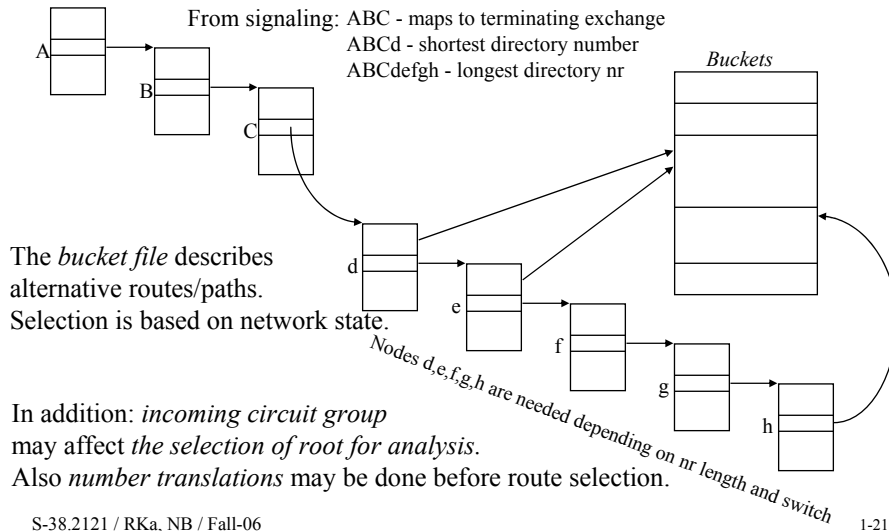 From signaling: ABC - maps to terminating exchange
ABCd - shortest directory number
ABCdefgh - longest directory nr
Buckets
A
B
C
d
e
f
g
h
The bucket file describes
alternative routes/paths.
Selection is based on network state.
Nodes d,e,f,g,h are needed depending on nr length and switch
In addition: incoming circuit group
may affect the selection of root for analysis.
Also number translations may be done before route selection.
S-38.2121 / RKa, NB / Fall-06
1-21